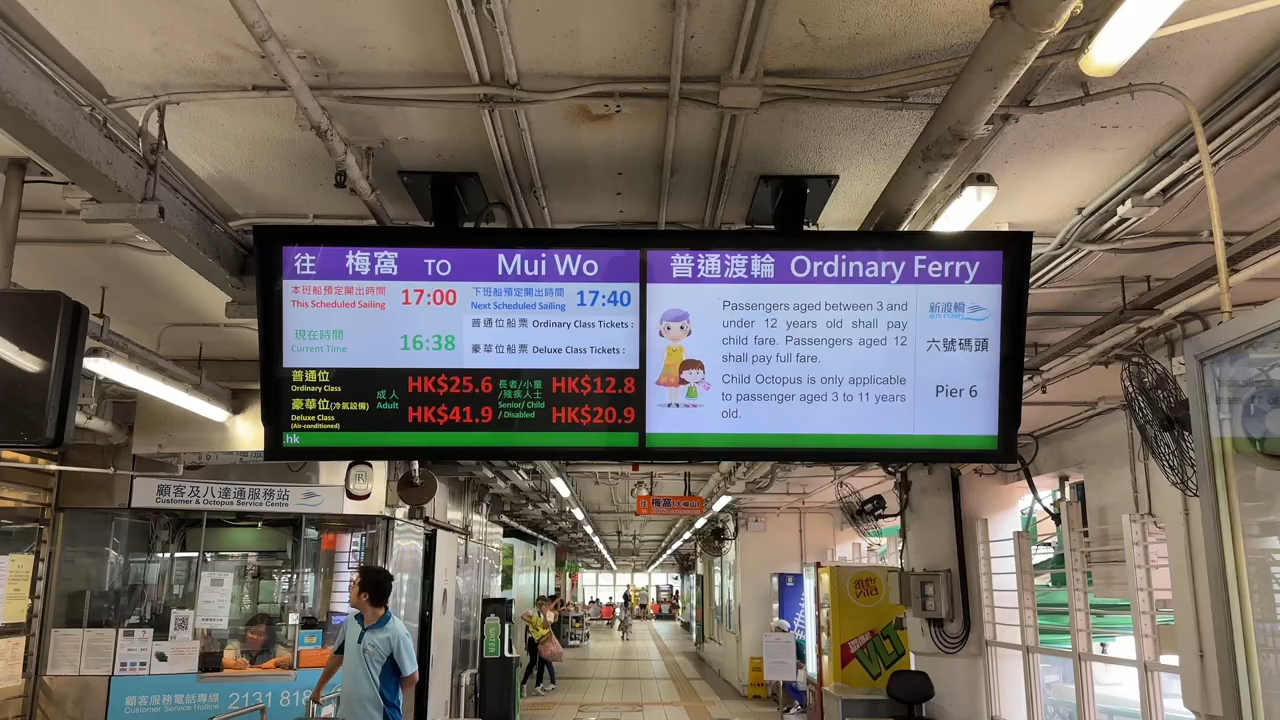 往 梅窩 TO Mui Wo
本班船預定開出時間
This Scheduled Sailing
17:00
下班船預定開出時間
Next Scheduled Sailing
17:40
現在時間
Current Time
16:38
普通位船票 Ordinary Class Tickets :
豪華位船票 Deluxe Class Tickets :
普通位
Ordinary Class
豪華位(冷氣設備)
Deluxe Class
(Air-conditioned)
成人
Adult
HK$25.6
HK$41.9
長者/小童
/殘疾人士
Senior/ Child
/ Disabled
HK$12.8
HK$20.9
.hk
普通渡輪 Ordinary Ferry
Passengers aged between 3 and
under 12 years old shall pay
child fare. Passengers aged 12
shall pay full fare.
Child Octopus is only applicable
to passenger aged 3 to 11 years
old.
新渡輪
SUN FERRY
六號碼頭
Pier 6
顧客及八達通服務站
Customer & Octopus Service Centre
往 梅窩(大嶼山)
維他
VLT
顧客服務電話專線
Customer Service Hotline
2131 818